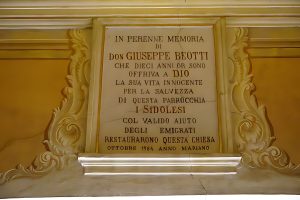 IN PERENNE MEMORIA
DI
DON GIUSEPPE BEOTTI
CHE DIECI ANNI OR SONO
OFFRIVA A DIO
LA SUA VITA INNOCENTE
PER LA SALVEZZA
DI QUESTA PARROCCHIA
I SIDOLESI
COL VALIDO AIUTO
DEGLI EMIGRATI
RESTAURARONO QUESTA CHIESA
OTTOBRE 1954 ANNO MARIANO